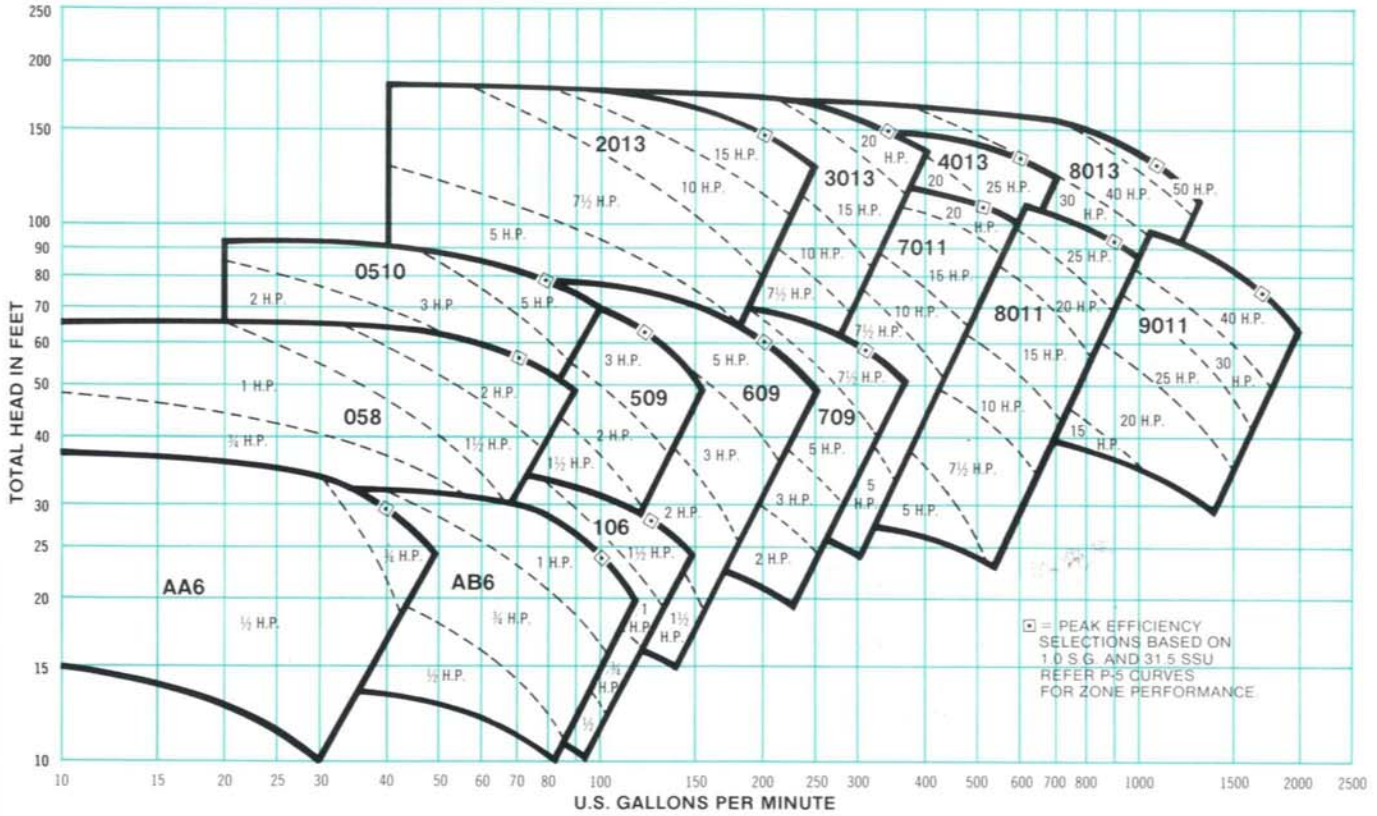 250
200
150
100
90
80
70
60
50
40
30
25
20
15
10
TOTAL HEAD IN FEET
2013
15 H.P.
10 H.P.
7½ H.P.
5 H.P.
20
H.P.
3013
15 H.P.
10 H.P.
7½ H.P.
4013
20
25 H.P.
8013
30
H.P.
40 H.P.
50 H.P.
20
H.P.
7011
15 H.P.
10 H.P.
7½ H.P.
25 H.P.
20 H.P.
8011
15 H.P.
10 H.P.
7½ H.P.
5 H.P.
9011
40 H.P.
30
H.P.
25 H.P.
20 H.P.
15
H.P.
0510
2 H.P.
3 H.P.
5 H.P.
1 H.P.
2 H.P.
058
¾ H.P.
1½ H.P.
3 H.P.
509
2 H.P.
1½ H.P.
5 H.P.
609
3 H.P.
2 H.P.
7½ H.P.
709
5 H.P.
3 H.P.
2 H.P.
5
H.P.
106
1½ H.P.
1
H.P.
1½
H.P.
¾ H.P.
AA6
½ H.P.
1 H.P.
AB6
¾ H.P.
½ H.P.
¾
H.P.
½
⊡ = PEAK EFFICIENCY
SELECTIONS BASED ON
1.0 S.G. AND 31.5 SSU
REFER P-5 CURVES
FOR ZONE PERFORMANCE.
10 15 20 30 40 50 60 70 80 100 150 200 250 300 400 500 600 700 800 1000 1500 2000 2500
U.S. GALLONS PER MINUTE